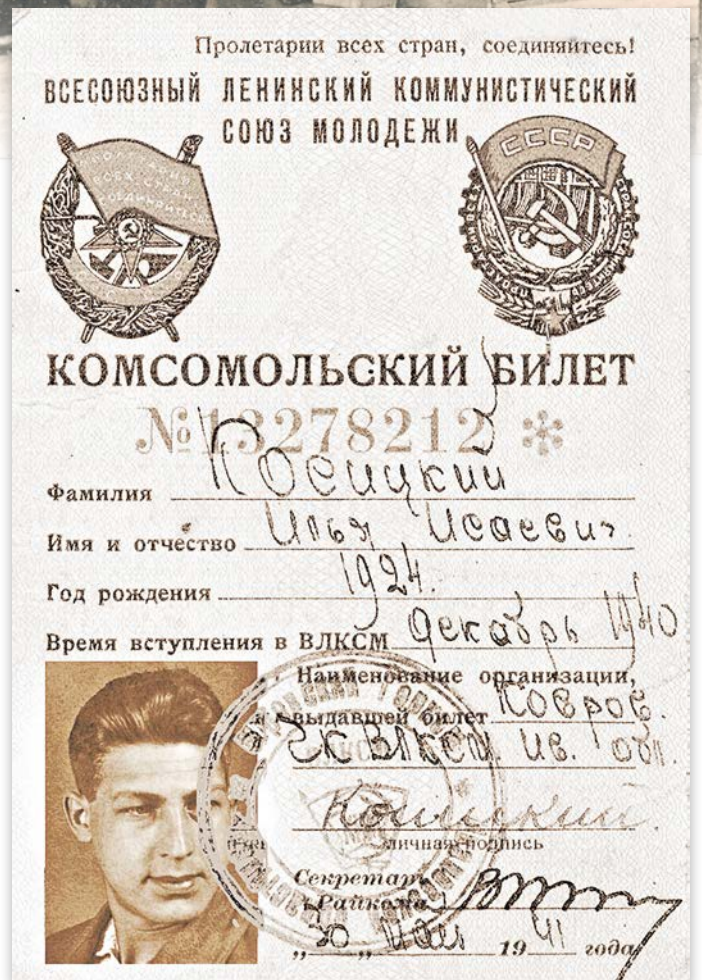 Пролетарии всех стран, соединяйтесь!
ВСЕСОЮЗНЫЙ ЛЕНИНСКИЙ КОММУНИСТИЧЕСКИЙ
СОЮЗ МОЛОДЕЖИ
СССР
КОМСОМОЛЬСКИЙ БИЛЕТ
№13278212
Фамилия Косицкий
Имя и отчество Илья Исаевич
Год рождения 1924.
Время вступления в ВЛКСМ декабрь 1940
Наименование организации,
выдавшей билет Ковров.
ГК ВЛКСМ Ив. обл.
Косицкий
личная подпись
Секретарь
Райкома
„30„ мая 1941 года